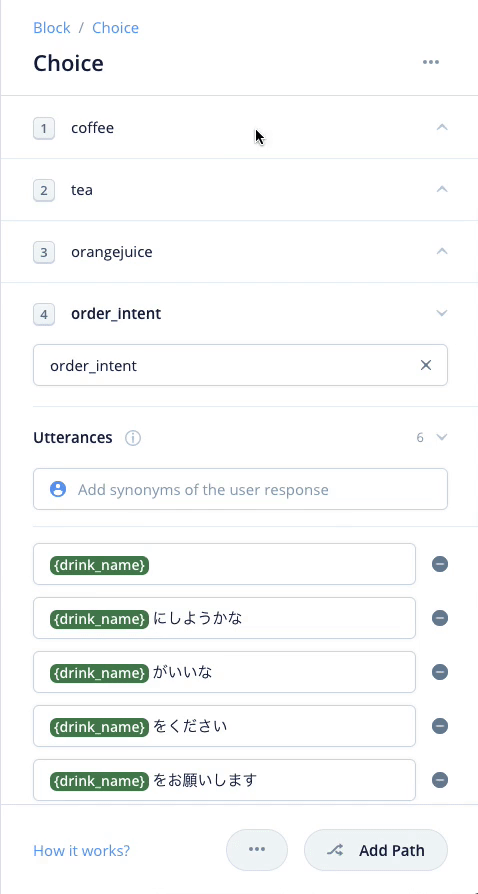 Block / Choice
Choice
1 coffee
2 tea
3 orangejuice
4 order_intent
order_intent
Utterances 6
Add synonyms of the user response
{drink_name}
{drink_name} にしようかな
{drink_name} がいいな
{drink_name} をください
{drink_name} をお願いします
How it works? Add Path